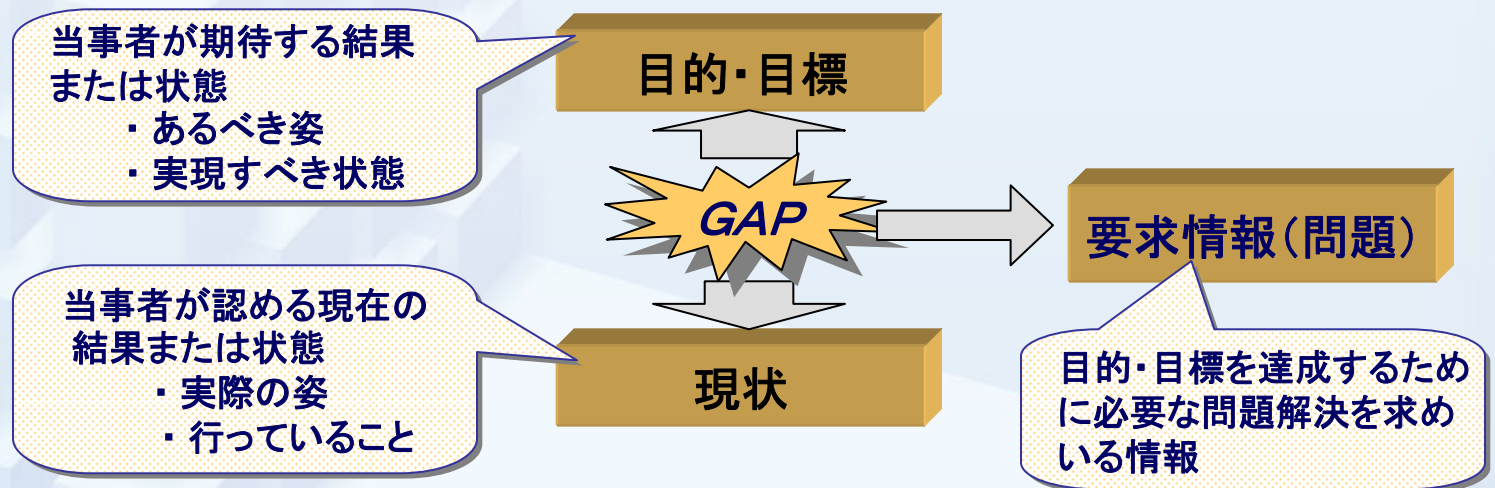 当事者が期待する結果
または状態
・あるべき姿
・実現すべき状態
目的・目標
GAP
要求情報(問題)
当事者が認める現在の
結果または状態
・実際の姿
・行っていること
現状
目的・目標を達成するため
に必要な問題解決を求め
いる情報